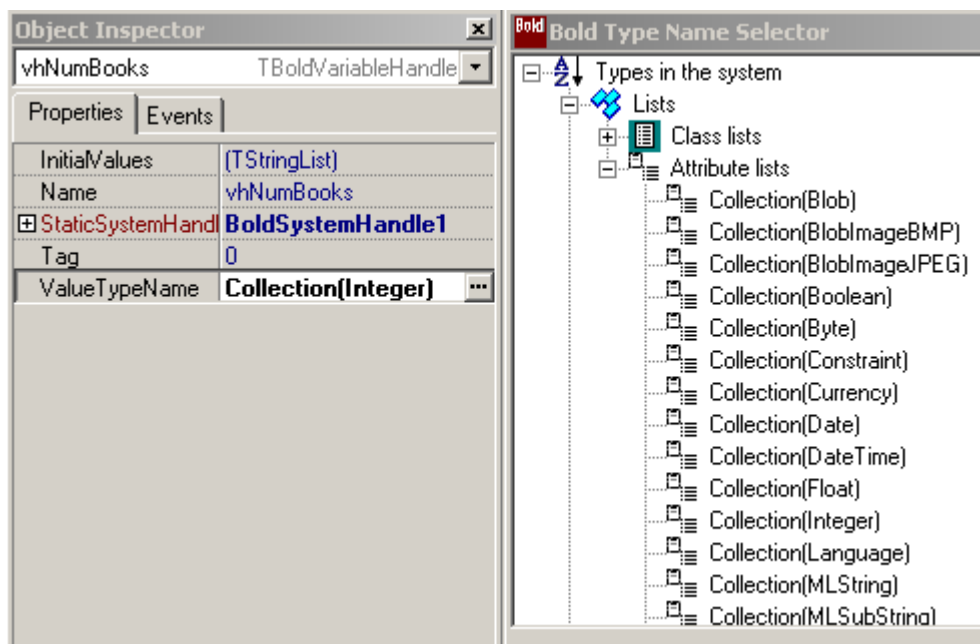 Object Inspector
vhNumBooks TBoldVariableHandle
Properties Events
InitialValues (TStringList)
Name vhNumBooks
StaticSystemHandl BoldSystemHandle1
Tag 0
ValueTypeName Collection(Integer) ...
Bold Bold Type Name Selector
Types in the system
Lists
Class lists
Attribute lists
Collection(Blob)
Collection(BlobImageBMP)
Collection(BlobImageJPEG)
Collection(Boolean)
Collection(Byte)
Collection(Constraint)
Collection(Currency)
Collection(Date)
Collection(DateTime)
Collection(Float)
Collection(Integer)
Collection(Language)
Collection(MLString)
Collection(MLSubString)